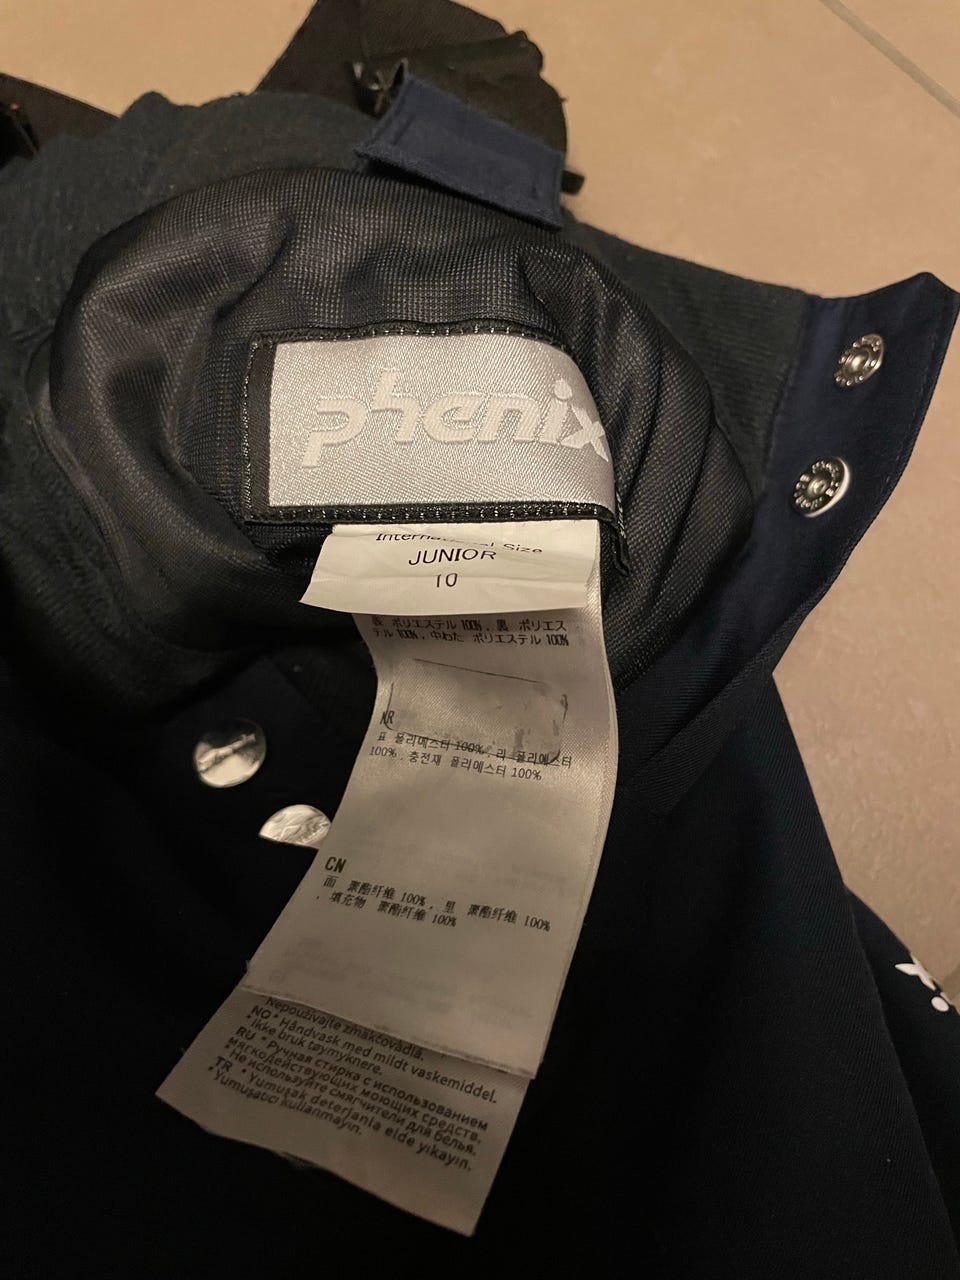 phenix
International Size
JUNIOR
10
表 ポリエステル 100%, 裏 ポリエス
テル 100%, 中わた ポリエステル 100%
KR
표 폴리에스터 100%, 리 폴리에스터
100%, 충전재 폴리에스터 100%
CN
面 聚酯纤维 100%, 里 聚酯纤维 100%
, 填充物 聚酯纤维 100%
Nepoužívajte zmäkčovadlá.
NO * Håndvask med mildt vaskemiddel.
* Ikke bruk tøymyknere.
RU * Ручная стирка с использованием
мягкодействующих моющих средств.
* Не используйте смягчители для белья.
TR * Yumuşak deterjanla elde yıkayın.
* Yumuşatıcı kullanmayın.